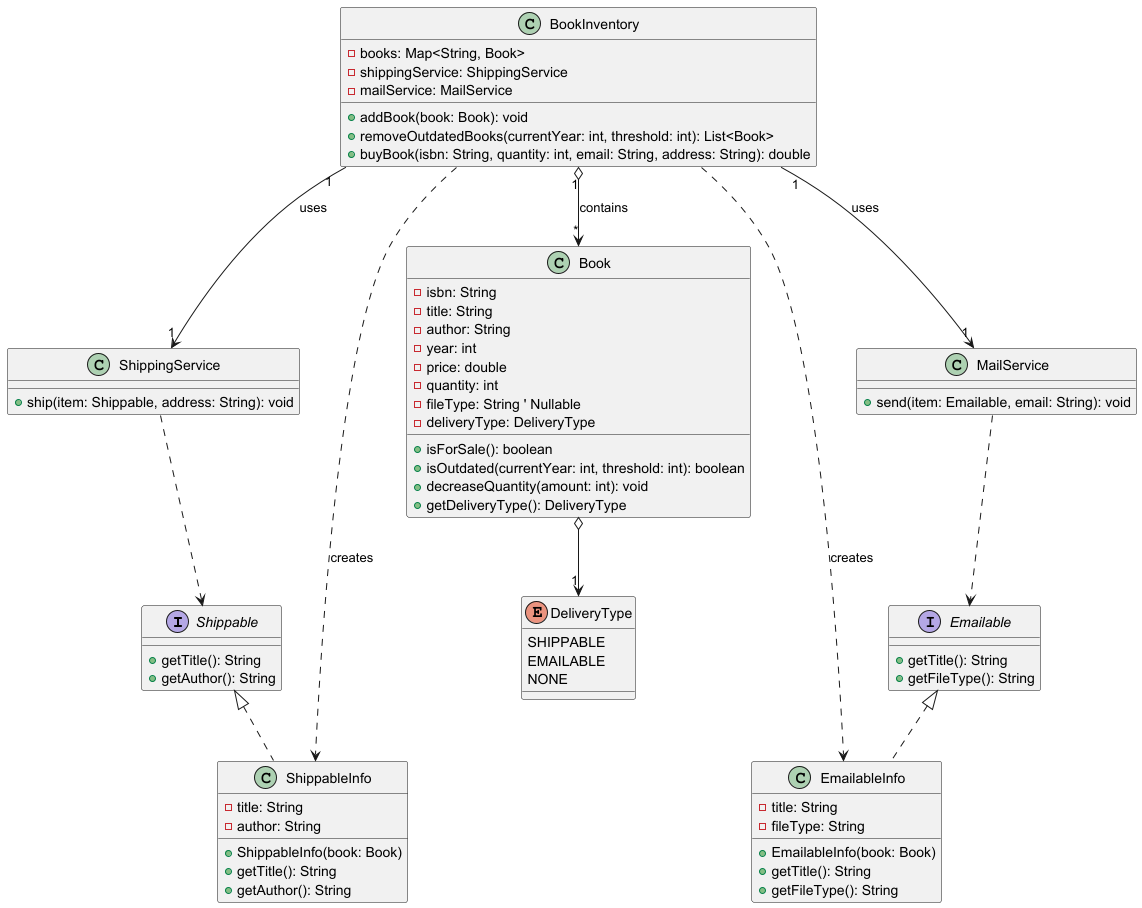 C BookInventory
books: Map<String, Book>
shippingService: ShippingService
mailService: MailService
addBook(book: Book): void
removeOutdatedBooks(currentYear: int, threshold: int): List<Book>
buyBook(isbn: String, quantity: int, email: String, address: String): double
1
uses
1
1
contains
*
1
uses
1
C Book
isbn: String
title: String
author: String
year: int
price: double
quantity: int
fileType: String ' Nullable
deliveryType: DeliveryType
isForSale(): boolean
isOutdated(currentYear: int, threshold: int): boolean
decreaseQuantity(amount: int): void
getDeliveryType(): DeliveryType
C ShippingService
ship(item: Shippable, address: String): void
C MailService
send(item: Emailable, email: String): void
creates
1
creates
I Shippable
getTitle(): String
getAuthor(): String
E DeliveryType
SHIPPABLE
EMAILABLE
NONE
I Emailable
getTitle(): String
getFileType(): String
C ShippableInfo
title: String
author: String
ShippableInfo(book: Book)
getTitle(): String
getAuthor(): String
C EmailableInfo
title: String
fileType: String
EmailableInfo(book: Book)
getTitle(): String
getFileType(): String